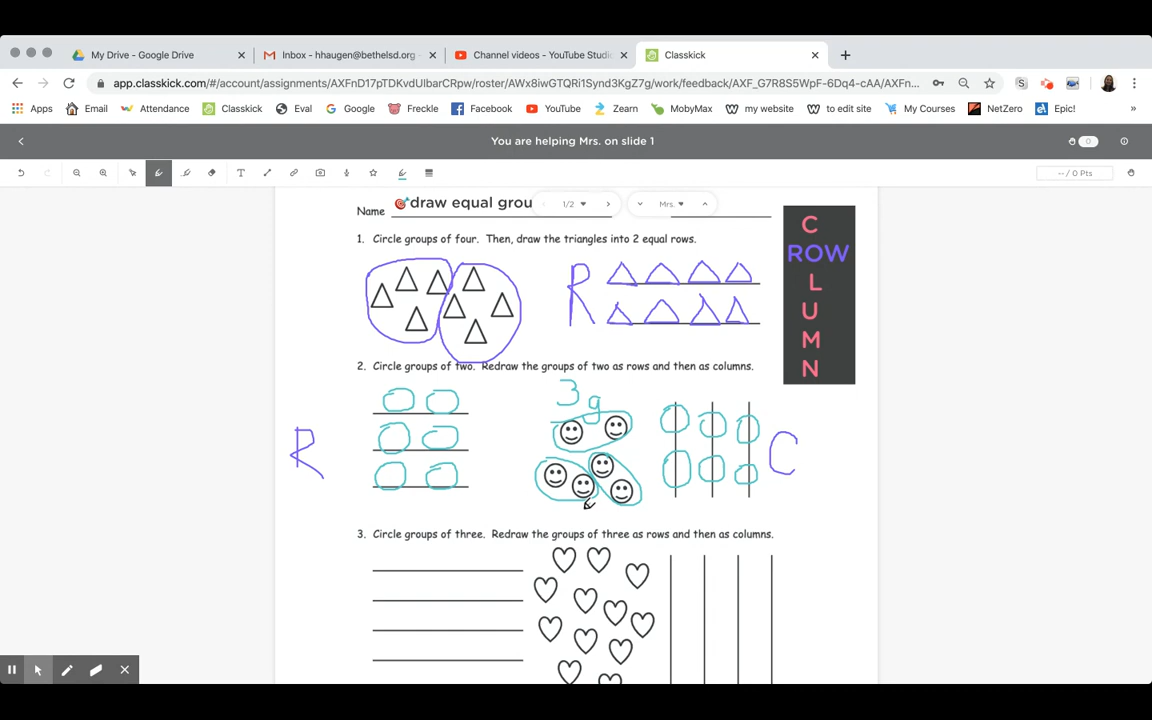 My Drive - Google Drive
Inbox - hhaugen@bethelsd.org -
Channel videos - YouTube Studi
Classkick
app.classkick.com/#/account/assignments/AXFnD17pTDKvdUlbarCRpw/roster/AWx8iwGTQRi1Synd3KgZ7g/work/feedback/AXF_G7R8S5WpF-6Dq4-cAA/AXFn...
Apps Email Attendance Classkick Eval Google Freckle Facebook YouTube Zearn MobyMax my website to edit site My Courses NetZero Epic! »
You are helping Mrs. on slide 1
T
-- / 0 Pts
Name draw equal grou
1/2
Mrs.
1. Circle groups of four. Then, draw the triangles into 2 equal rows.
R
C
ROW
L
U
M
N
2. Circle groups of two. Redraw the groups of two as rows and then as columns.
3 g
R
C
3. Circle groups of three. Redraw the groups of three as rows and then as columns.